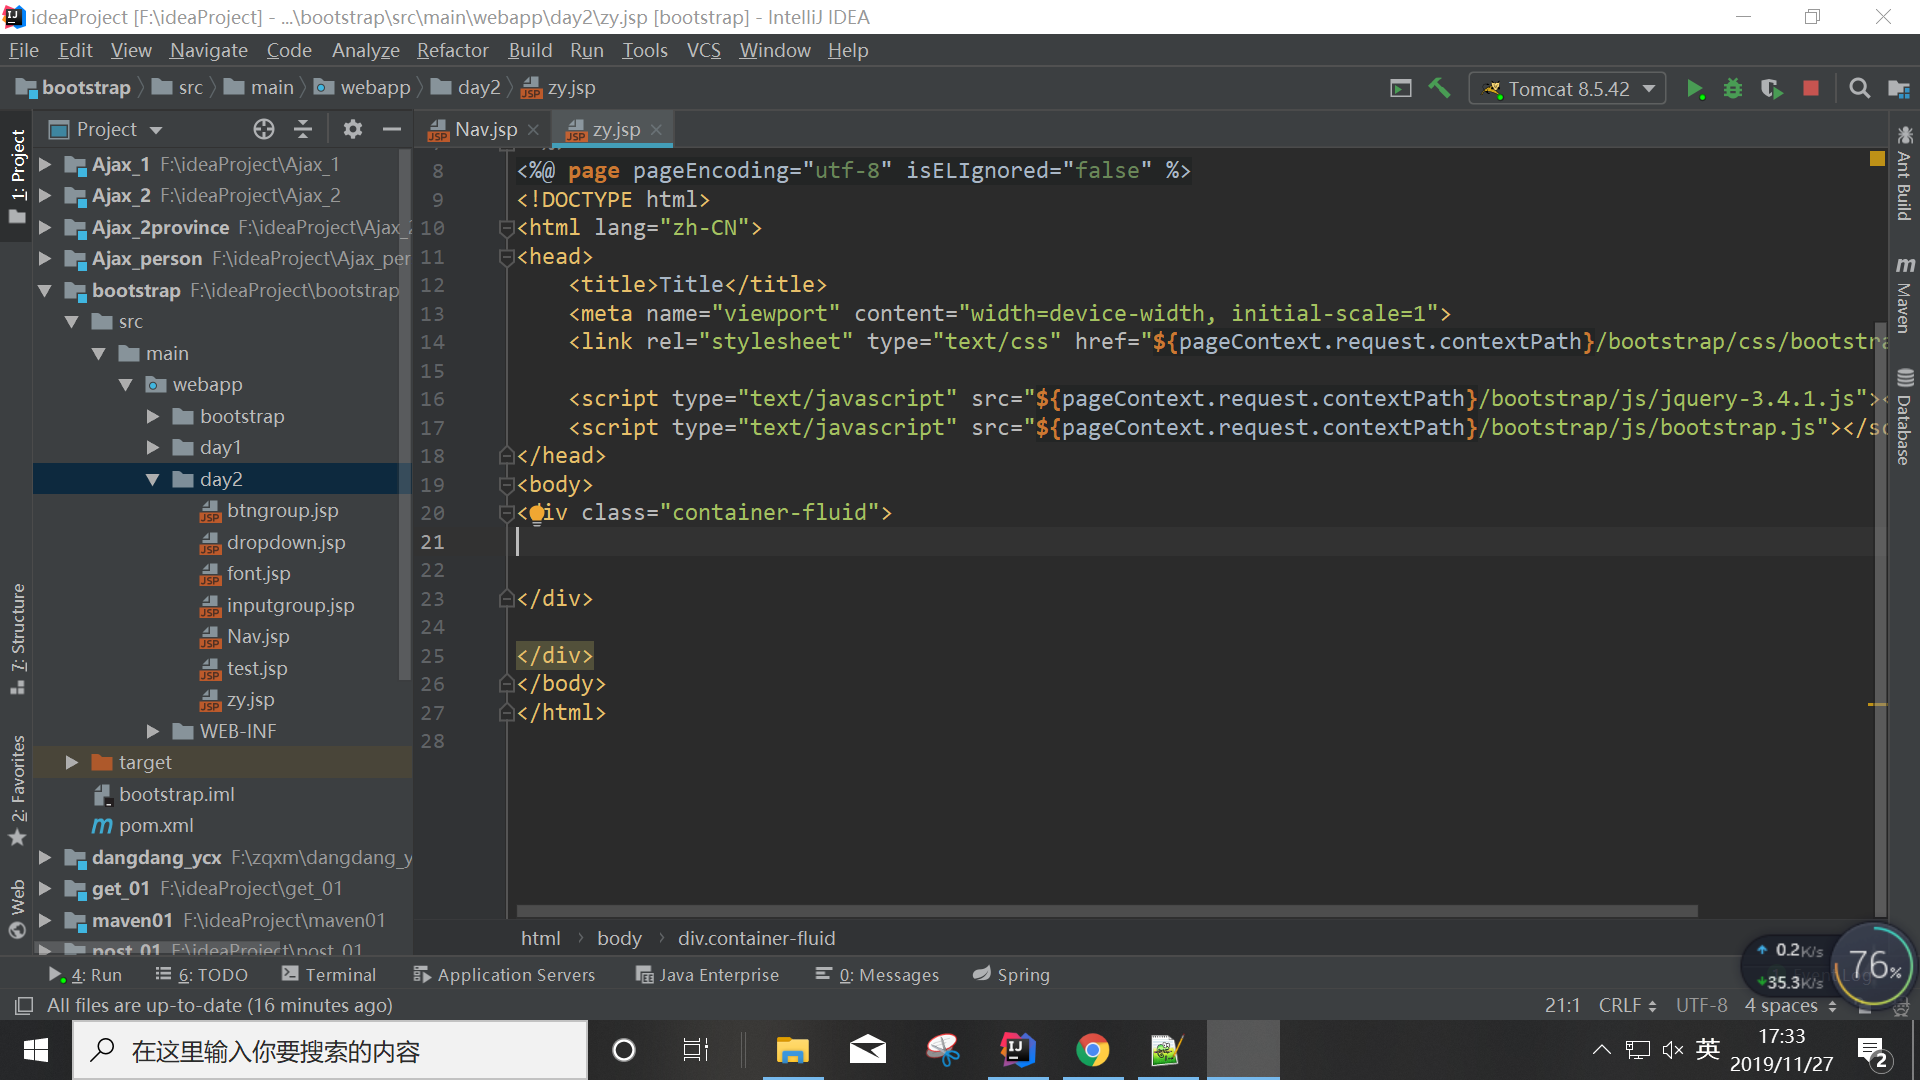 ideaProject [F:\ideaProject] - ...\bootstrap\src\main\webapp\day2\zy.jsp [bootstrap] - IntelliJ IDEA
File Edit View Navigate Code Analyze Refactor Build Run Tools VCS Window Help
bootstrap src main webapp day2 zy.jsp Tomcat 8.5.42
Project Nav.jsp zy.jsp
1: Project
7: Structure
2: Favorites
Web
Ajax_1 F:\ideaProject\Ajax_1
Ajax_2 F:\ideaProject\Ajax_2
Ajax_2province F:\ideaProject\Ajax_2
Ajax_person F:\ideaProject\Ajax_per
bootstrap F:\ideaProject\bootstrap
src
main
webapp
bootstrap
day1
day2
btngroup.jsp
dropdown.jsp
font.jsp
inputgroup.jsp
Nav.jsp
test.jsp
zy.jsp
WEB-INF
target
bootstrap.iml
pom.xml
dangdang_ycx F:\zqxm\dangdang_y
get_01 F:\ideaProject\get_01
maven01 F:\ideaProject\maven01
post_01 F:\ideaProject\post_01
8 <%@ page pageEncoding="utf-8" isELIgnored="false" %>
9 <!DOCTYPE html>
10 <html lang="zh-CN">
11 <head>
12 <title>Title</title>
13 <meta name="viewport" content="width=device-width, initial-scale=1">
14 <link rel="stylesheet" type="text/css" href="${pageContext.request.contextPath}/bootstrap/css/bootstra
15
16 <script type="text/javascript" src="${pageContext.request.contextPath}/bootstrap/js/jquery-3.4.1.js"><
17 <script type="text/javascript" src="${pageContext.request.contextPath}/bootstrap/js/bootstrap.js"></sc
18 </head>
19 <body>
20 <div class="container-fluid">
21
22
23 </div>
24
25 </div>
26 </body>
27 </html>
28
html body div.container-fluid
Ant Build
Maven
Database
0.2K/s
35.3K/s
76%
4: Run 6: TODO Terminal Application Servers Java Enterprise 0: Messages Spring
All files are up-to-date (16 minutes ago) 21:1 CRLF UTF-8 4 spaces
在这里输入你要搜索的内容
英 17:33
2019/11/27 2